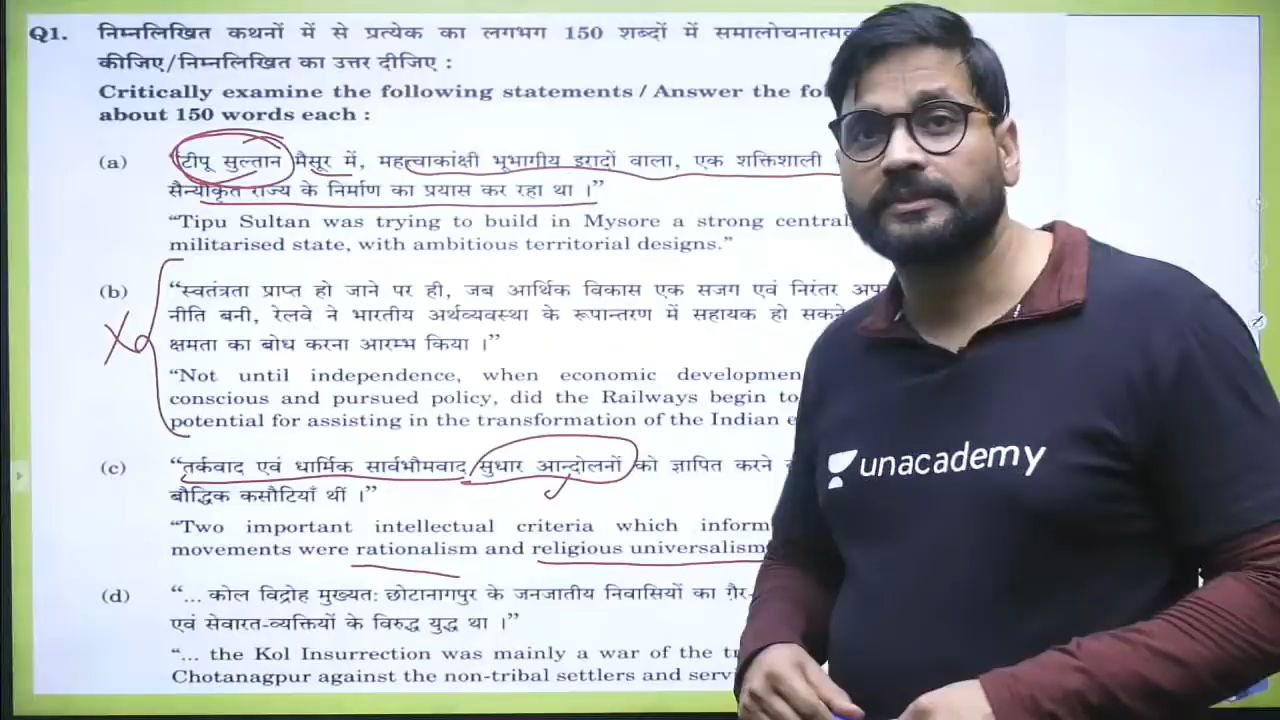 Q1. निम्नलिखित कथनों में से प्रत्येक का लगभग 150 शब्दों में
कीजिए/निम्नलिखित का उत्तर दीजिए :
Critically examine the following statements / Answer the
about 150 words each :
(a) टीपू सुल्तान मैसूर में, महत्वाकांक्षी भूभागीय इरादों वाला, एक शक्तिशाली
सैन्यीकृत राज्य के निर्माण का प्रयास कर रहा था ।”
“Tipu Sultan was trying to build in Mysore a strong central
militarised state, with ambitious territorial designs.”
(b) “स्वतंत्रता प्राप्त हो जाने पर ही, जब आर्थिक विकास एक सजग एवं निरंतर
नीति बनी, रेलवे ने भारतीय अर्थव्यवस्था के रूपान्तरण में सहायक हो सकने
क्षमता का बोध करना आरम्भ किया ।”
“Not until independence, when economic developmen
conscious and pursued policy, did the Railways begin to
potential for assisting in the transformation of the Indian
(c) “तर्कवाद एवं धार्मिक सार्वभौमवाद सुधार आन्दोलनों को ज्ञापित करने
बौद्धिक कसौटियाँ थीं ।”
“Two important intellectual criteria which inform
movements were rationalism and religious universalism
(d) “... कोल विद्रोह मुख्यतः छोटानागपुर के जनजातीय निवासियों का ग़ैर-
एवं सेवारत-व्यक्तियों के विरुद्ध युद्ध था ।”
“... the Kol Insurrection was mainly a war of the
Chotanagpur against the non-tribal settlers and serv
unacademy